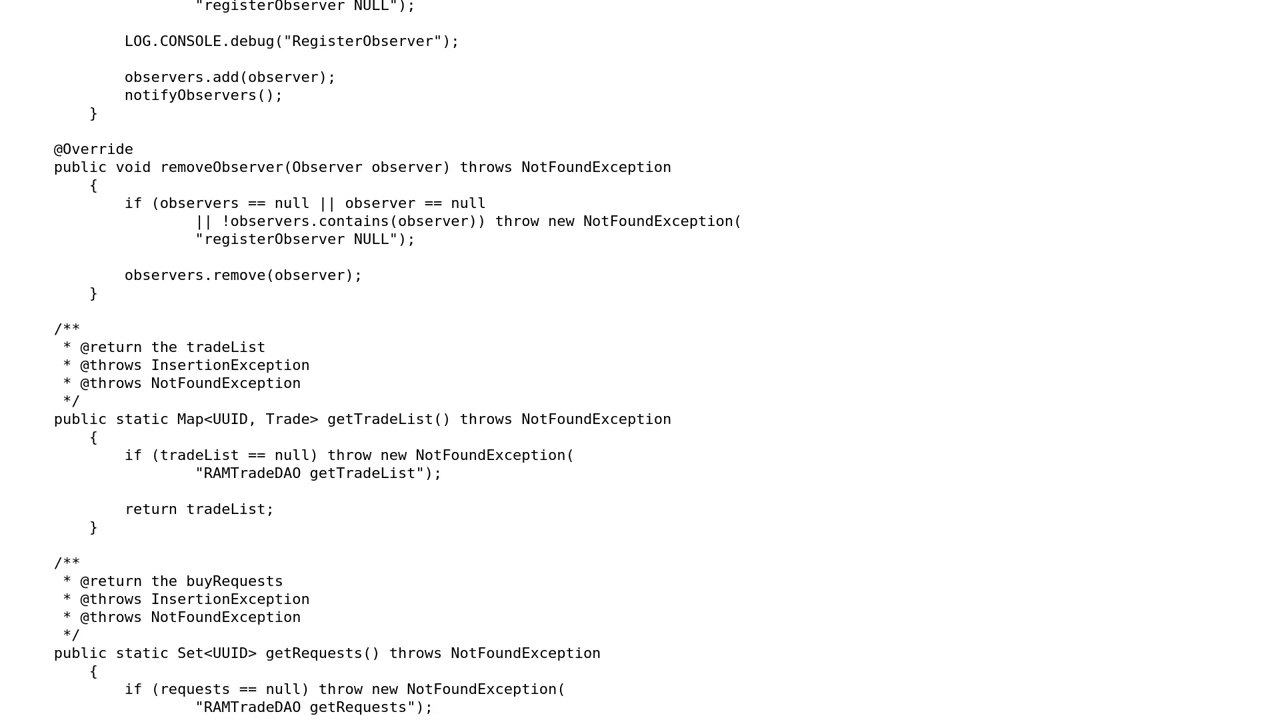 "registerObserver NULL");

        LOG.CONSOLE.debug("RegisterObserver");

        observers.add(observer);
        notifyObservers();
    }

@Override
public void removeObserver(Observer observer) throws NotFoundException
    {
        if (observers == null || observer == null
                || !observers.contains(observer)) throw new NotFoundException(
                "registerObserver NULL");

        observers.remove(observer);
    }

/**
 * @return the tradeList
 * @throws InsertionException
 * @throws NotFoundException
 */
public static Map<UUID, Trade> getTradeList() throws NotFoundException
    {
        if (tradeList == null) throw new NotFoundException(
                "RAMTradeDAO getTradeList");

        return tradeList;
    }

/**
 * @return the buyRequests
 * @throws InsertionException
 * @throws NotFoundException
 */
public static Set<UUID> getRequests() throws NotFoundException
    {
        if (requests == null) throw new NotFoundException(
                "RAMTradeDAO getRequests");